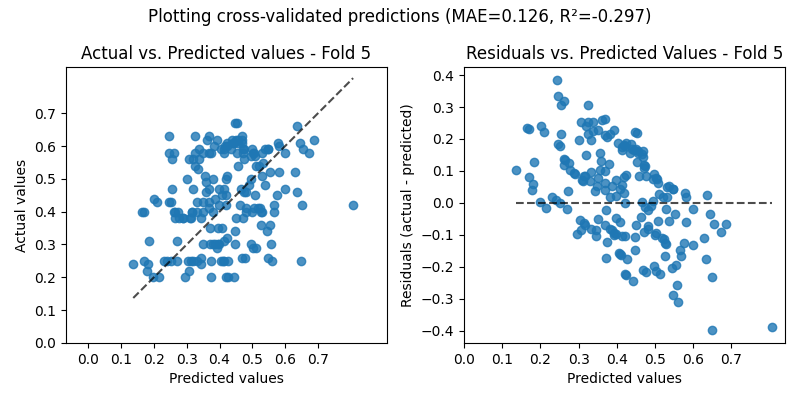 Plotting cross-validated predictions (MAE=0.126, R²=-0.297)
Actual vs. Predicted values - Fold 5
Actual values
0.7
0.6
0.5
0.4
0.3
0.2
0.1
0.0
0.0 0.1 0.2 0.3 0.4 0.5 0.6 0.7
Predicted values
Residuals vs. Predicted Values - Fold 5
Residuals (actual - predicted)
0.4
0.3
0.2
0.1
0.0
−0.1
−0.2
−0.3
−0.4
0.0 0.1 0.2 0.3 0.4 0.5 0.6 0.7
Predicted values